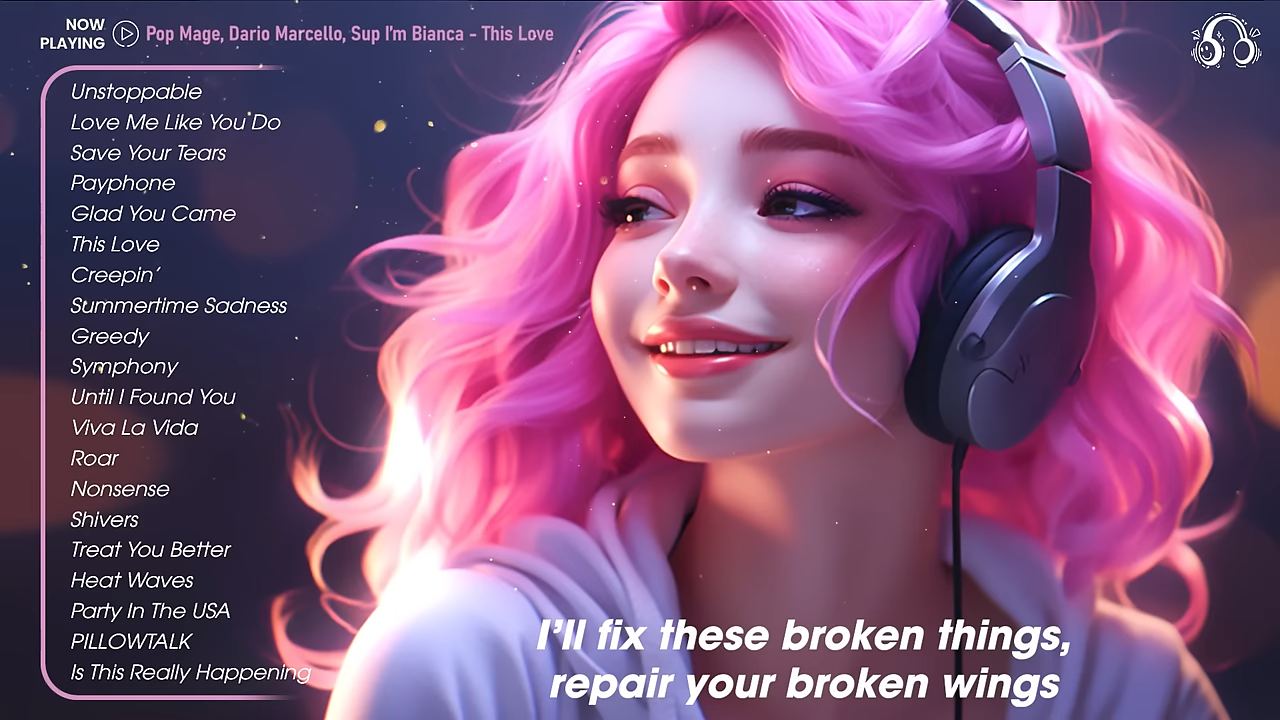 NOW
PLAYING
Pop Mage, Dario Marcello, Sup I'm Bianca - This Love
Unstoppable
Love Me Like You Do
Save Your Tears
Payphone
Glad You Came
This Love
Creepin'
Summertime Sadness
Greedy
Symphony
Until I Found You
Viva La Vida
Roar
Nonsense
Shivers
Treat You Better
Heat Waves
Party In The USA
PILLOWTALK
Is This Really Happening
I'll fix these broken things,
repair your broken wings